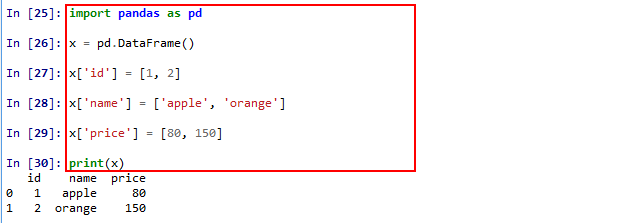 In [25]: import pandas as pd
In [26]: x = pd.DataFrame()
In [27]: x['id'] = [1, 2]
In [28]: x['name'] = ['apple', 'orange']
In [29]: x['price'] = [80, 150]
In [30]: print(x)
   id    name  price
0   1   apple     80
1   2  orange    150